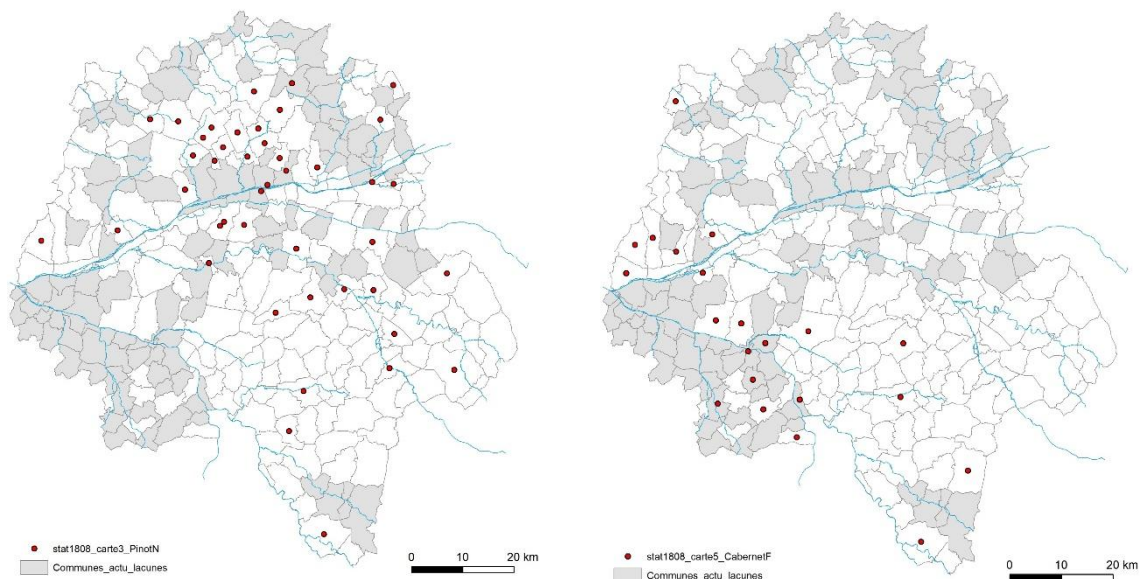 stat1808_carte3_PinotN
Communes_actu_lacunes
0 10 20 km
stat1808_carte5_CabernetF
Communes_actu_lacunes
0 10 20 km